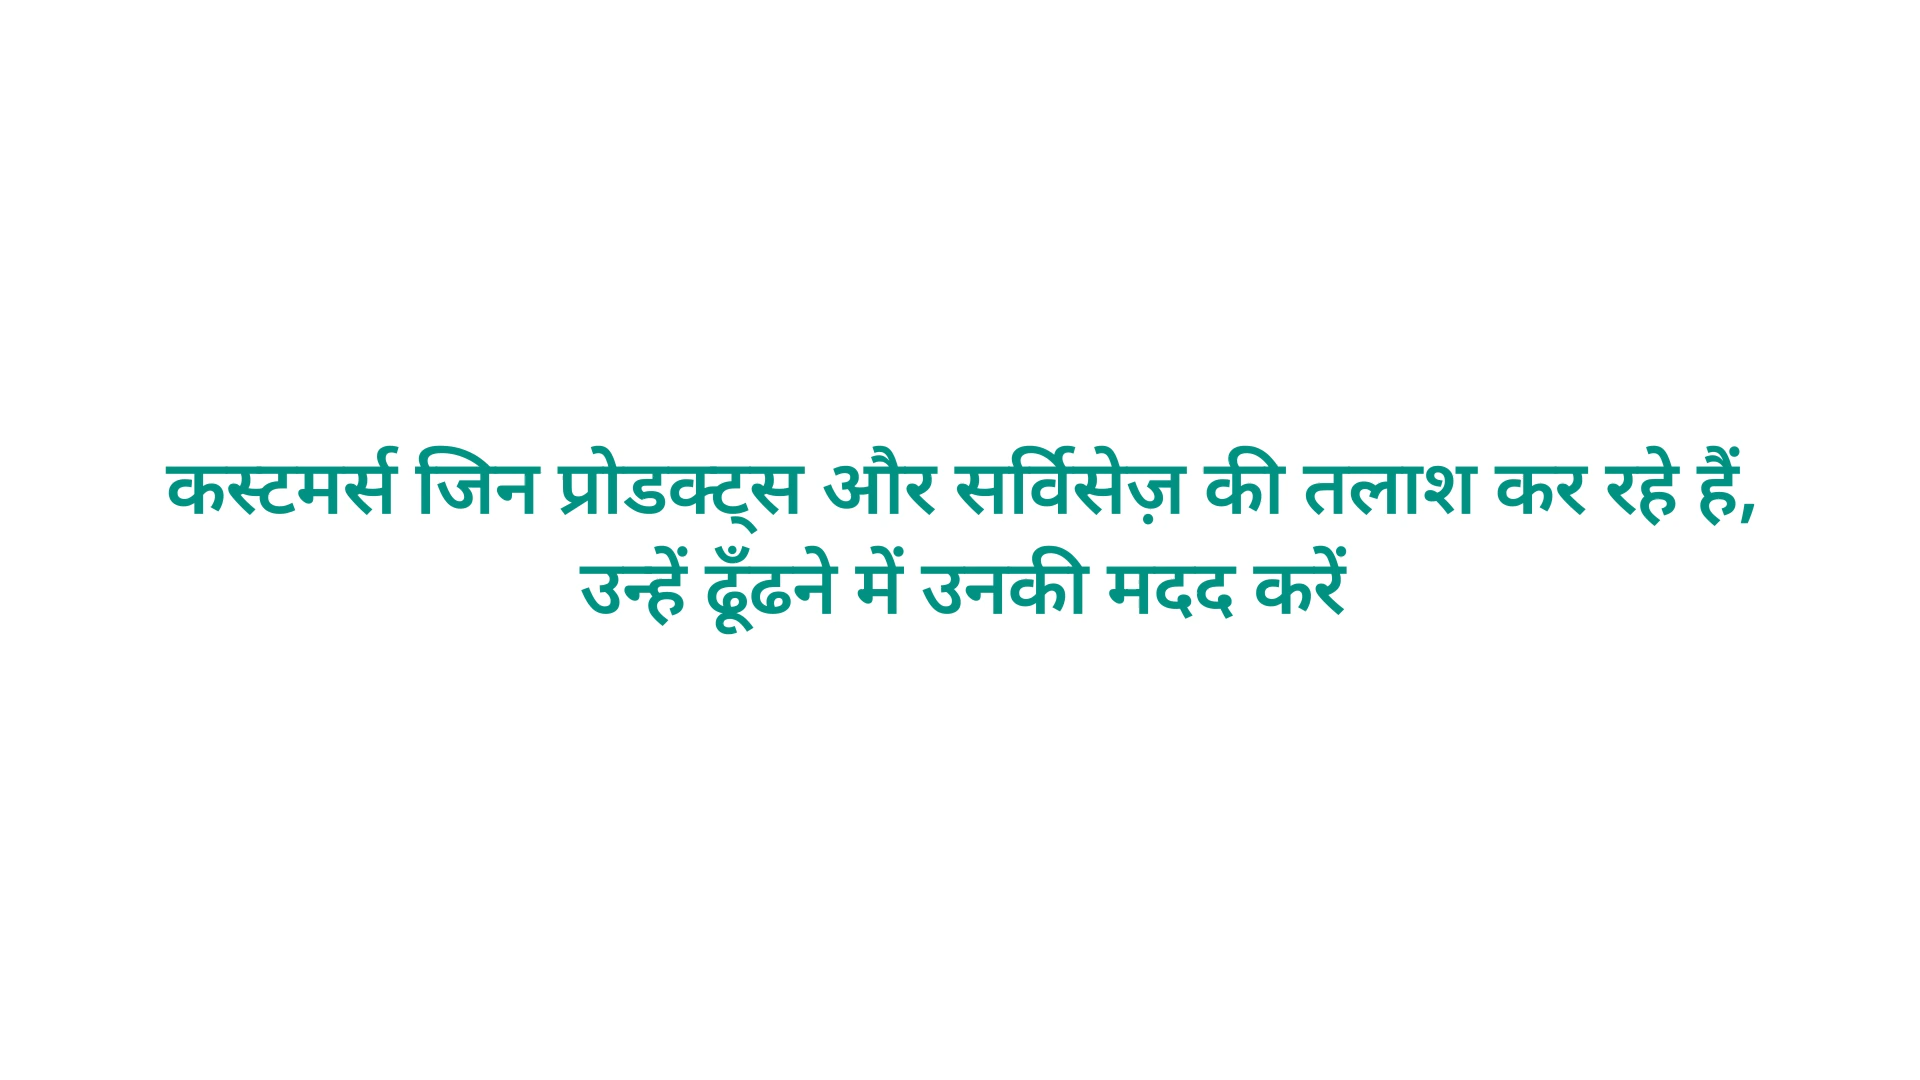 कस्टमर्स जिन प्रोडक्ट्स और सर्विसेज़ की तलाश कर रहे हैं,
उन्हें ढूँढने में उनकी मदद करें